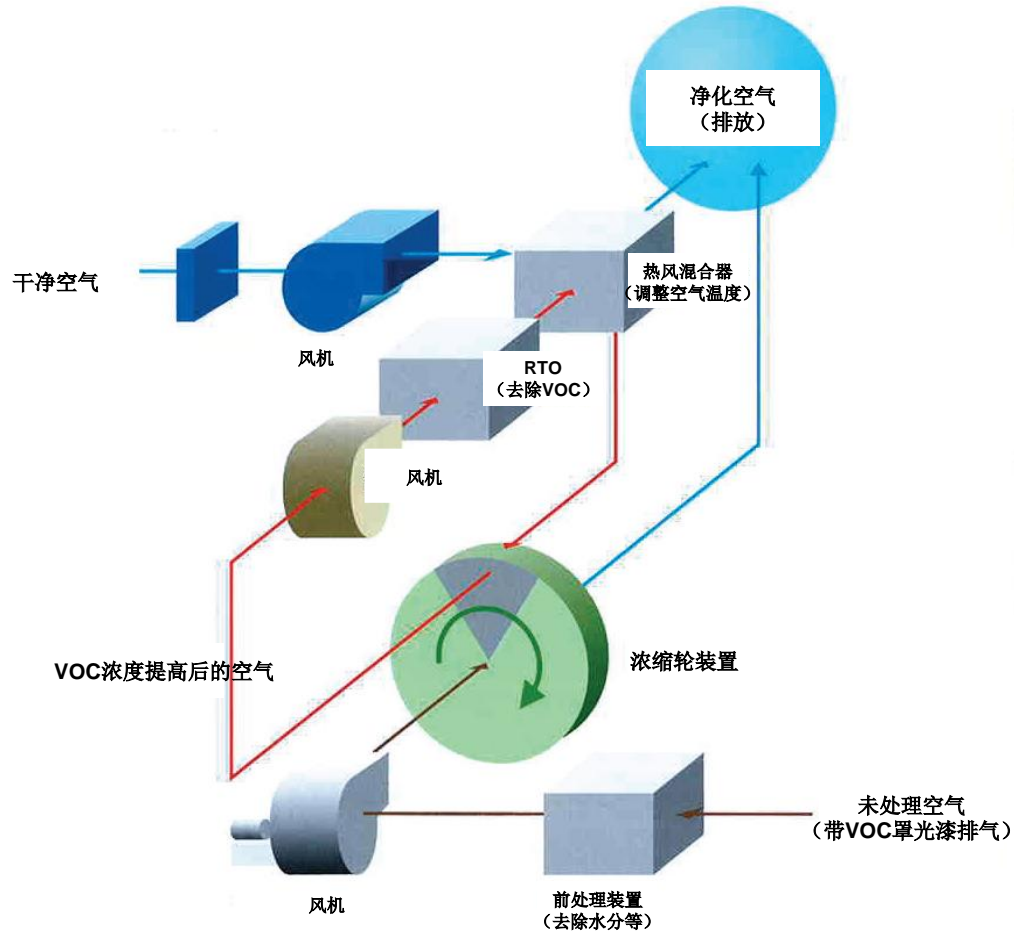 净化空气
（排放）
干净空气
热风混合器
（调整空气温度）
风机
RTO
（去除VOC）
风机
VOC浓度提高后的空气
浓缩轮装置
未处理空气
（带VOC罩光漆排气）
风机
前处理装置
（去除水分等）